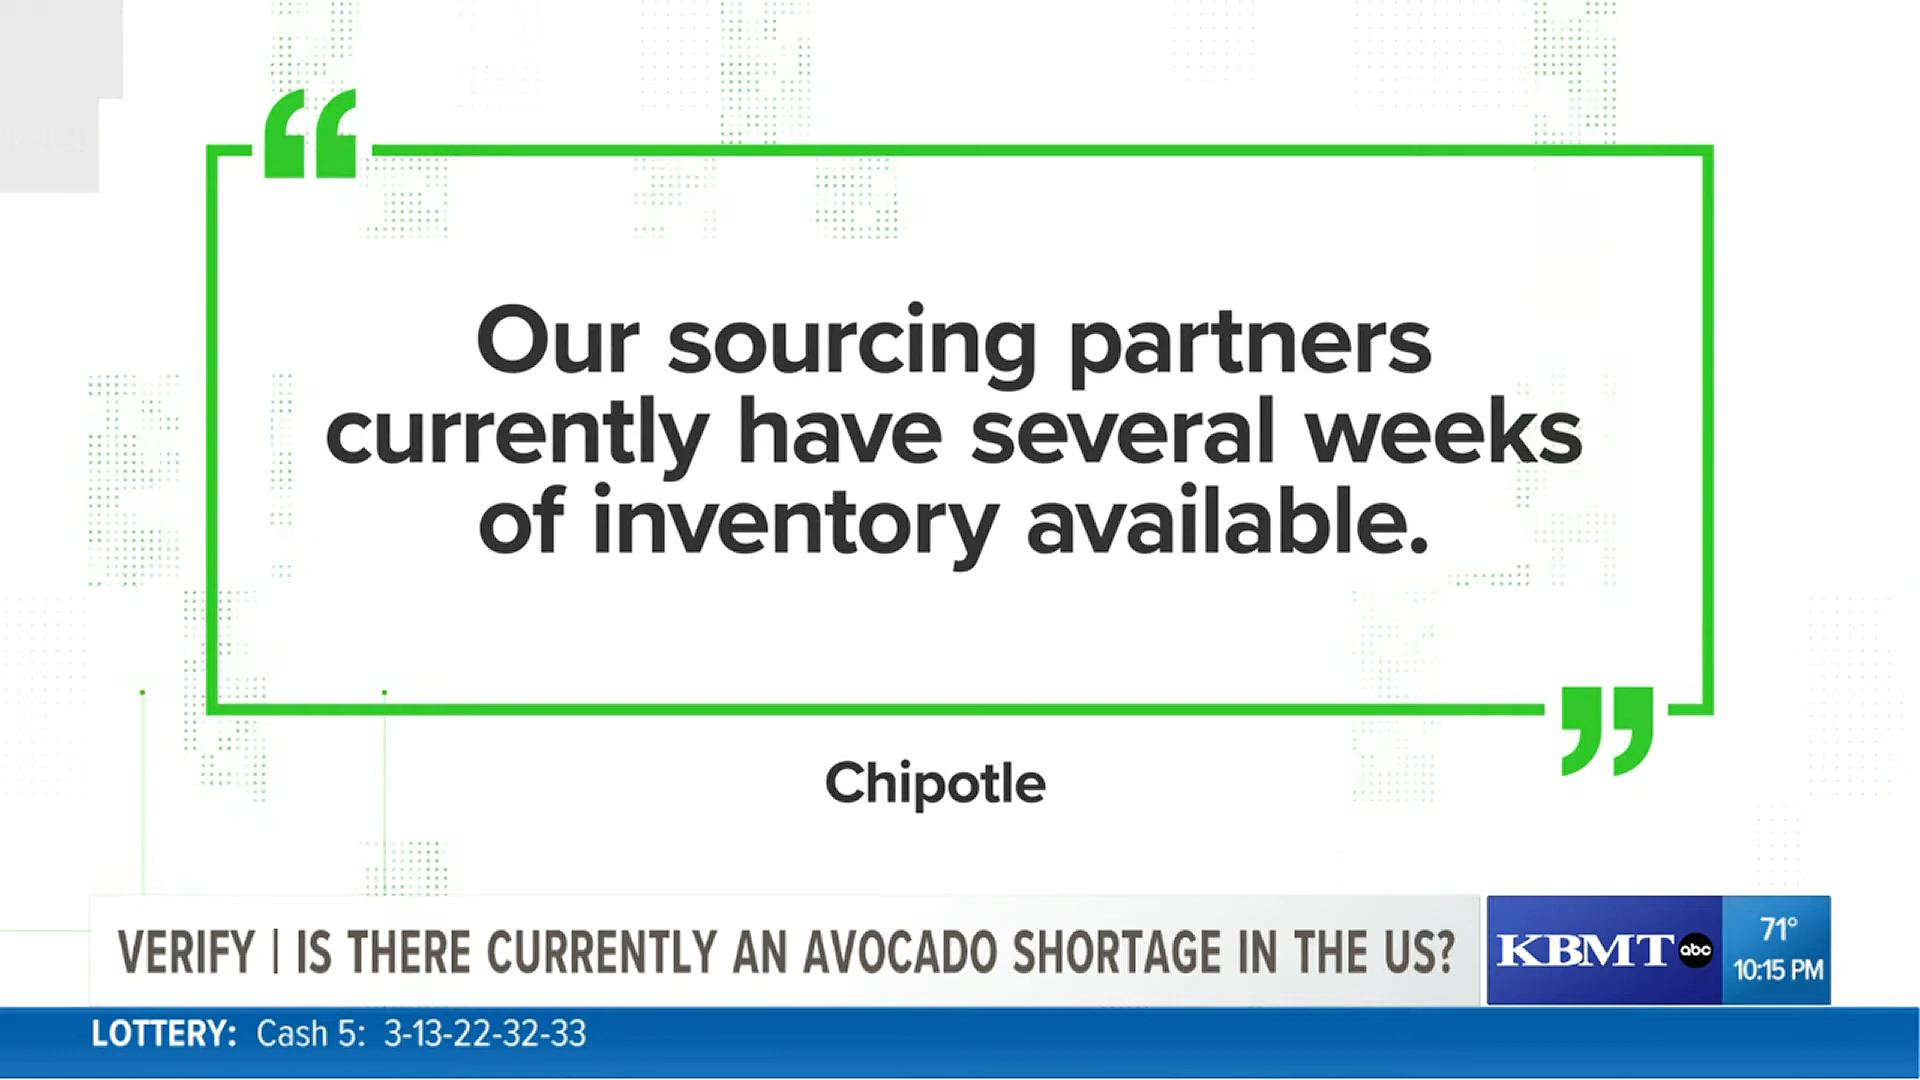 “
Our sourcing partners
currently have several weeks
of inventory available.
”
Chipotle
VERIFY | IS THERE CURRENTLY AN AVOCADO SHORTAGE IN THE US?
KBMT abc
71°
10:15 PM
LOTTERY: Cash 5: 3-13-22-32-33